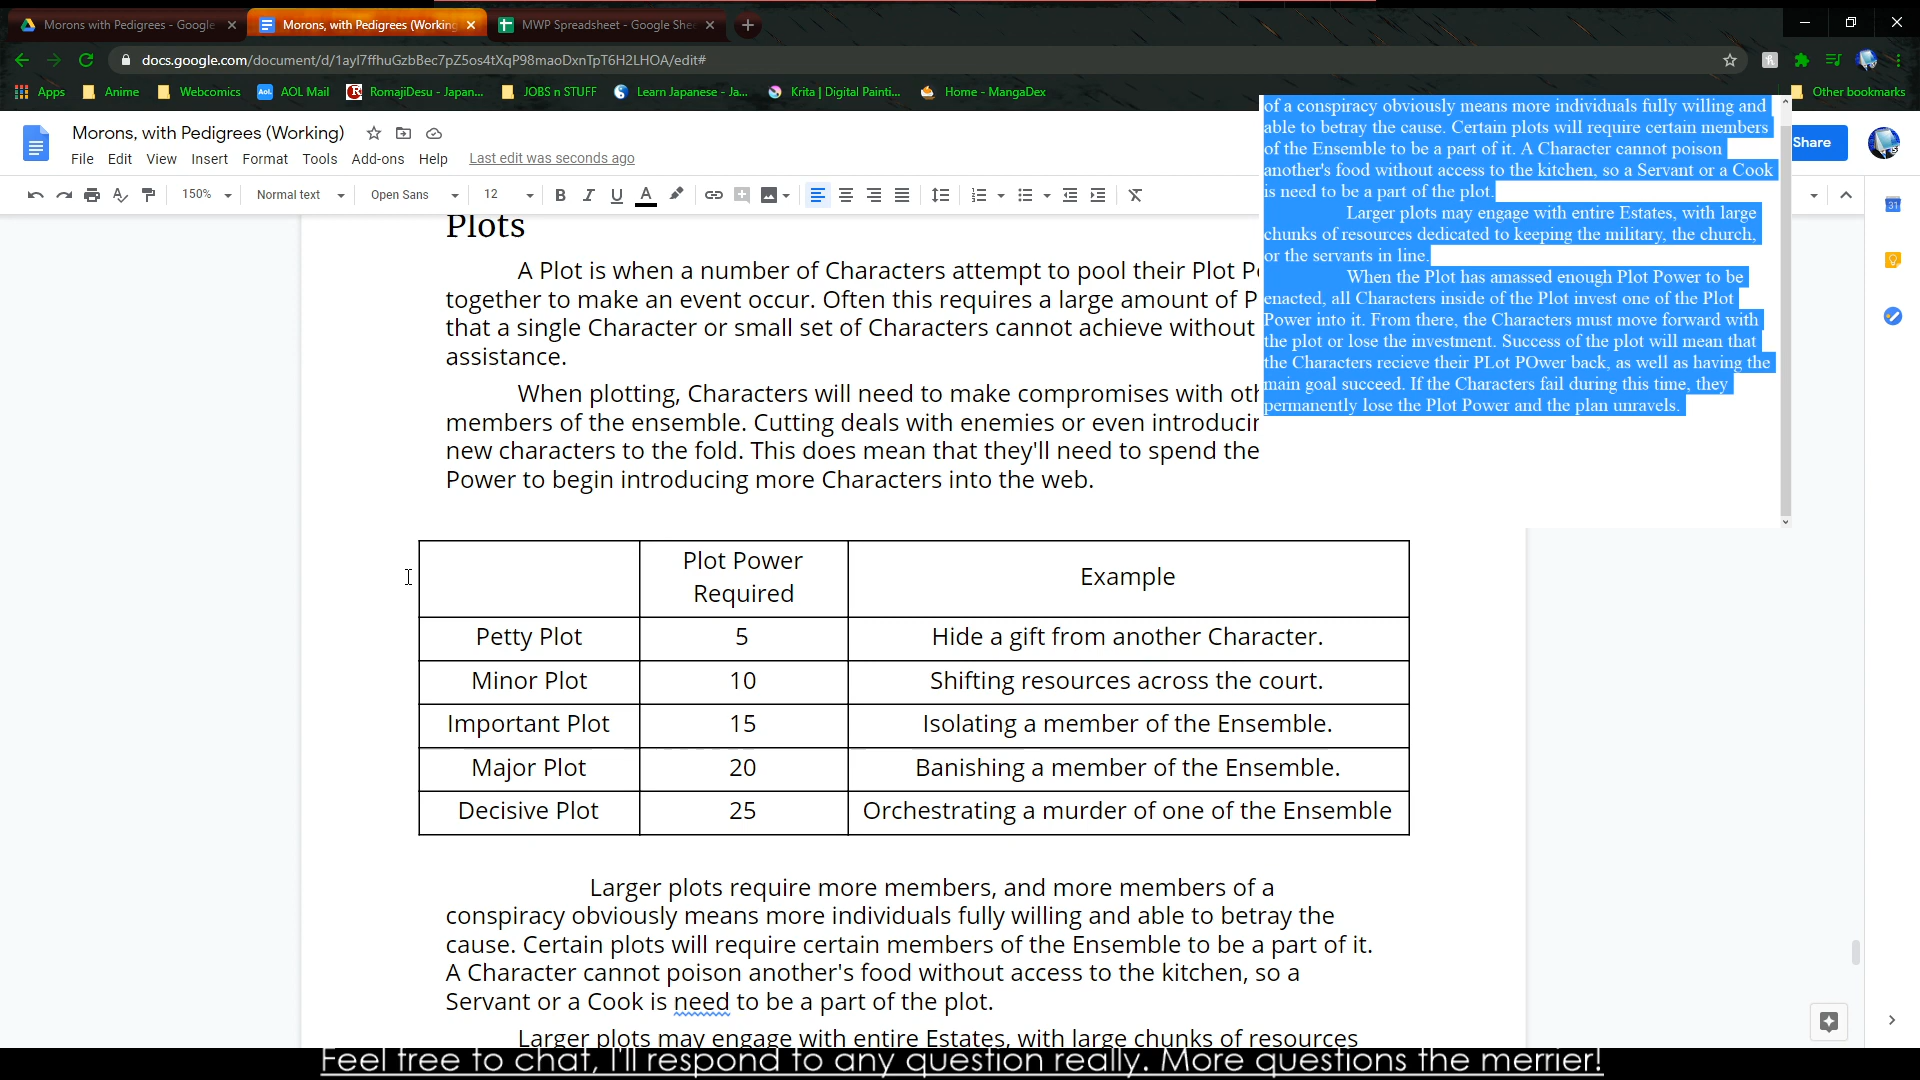 Morons with Pedigrees - Google
Morons, with Pedigrees (Working
MWP Spreadsheet - Google She
docs.google.com/document/d/1ayl7ffhuGzbBec7pZ5os4tXqP98maoDxnTpT6H2LHOA/edit#
Apps
Anime
Webcomics
AOL Mail
RomajiDesu - Japan...
JOBS n STUFF
Learn Japanese - Ja...
Krita | Digital Painti...
Home - MangaDex
Other bookmarks
Morons, with Pedigrees (Working)
File Edit View Insert Format Tools Add-ons Help Last edit was seconds ago
Share
150% Normal text Open Sans 12
of a conspiracy obviously means more individuals fully willing and
able to betray the cause. Certain plots will require certain members
of the Ensemble to be a part of it. A Character cannot poison
another's food without access to the kitchen, so a Servant or a Cook
is need to be a part of the plot.
Larger plots may engage with entire Estates, with large
chunks of resources dedicated to keeping the military, the church,
or the servants in line.
When the Plot has amassed enough Plot Power to be
enacted, all Characters inside of the Plot invest one of the Plot
Power into it. From there, the Characters must move forward with
the plot or lose the investment. Success of the plot will mean that
the Characters recieve their PLot POwer back, as well as having the
main goal succeed. If the Characters fail during this time, they
permanently lose the Plot Power and the plan unravels.
Plots
A Plot is when a number of Characters attempt to pool their Plot P
together to make an event occur. Often this requires a large amount of P
that a single Character or small set of Characters cannot achieve without
assistance.
When plotting, Characters will need to make compromises with oth
members of the ensemble. Cutting deals with enemies or even introducin
new characters to the fold. This does mean that they'll need to spend the
Power to begin introducing more Characters into the web.
Plot Power Required
Example
Petty Plot 5 Hide a gift from another Character.
Minor Plot 10 Shifting resources across the court.
Important Plot 15 Isolating a member of the Ensemble.
Major Plot 20 Banishing a member of the Ensemble.
Decisive Plot 25 Orchestrating a murder of one of the Ensemble
Larger plots require more members, and more members of a
conspiracy obviously means more individuals fully willing and able to betray the
cause. Certain plots will require certain members of the Ensemble to be a part of it.
A Character cannot poison another's food without access to the kitchen, so a
Servant or a Cook is need to be a part of the plot.
Larger plots may engage with entire Estates, with large chunks of resources
Feel free to chat, I'll respond to any question really. More questions the merrier!